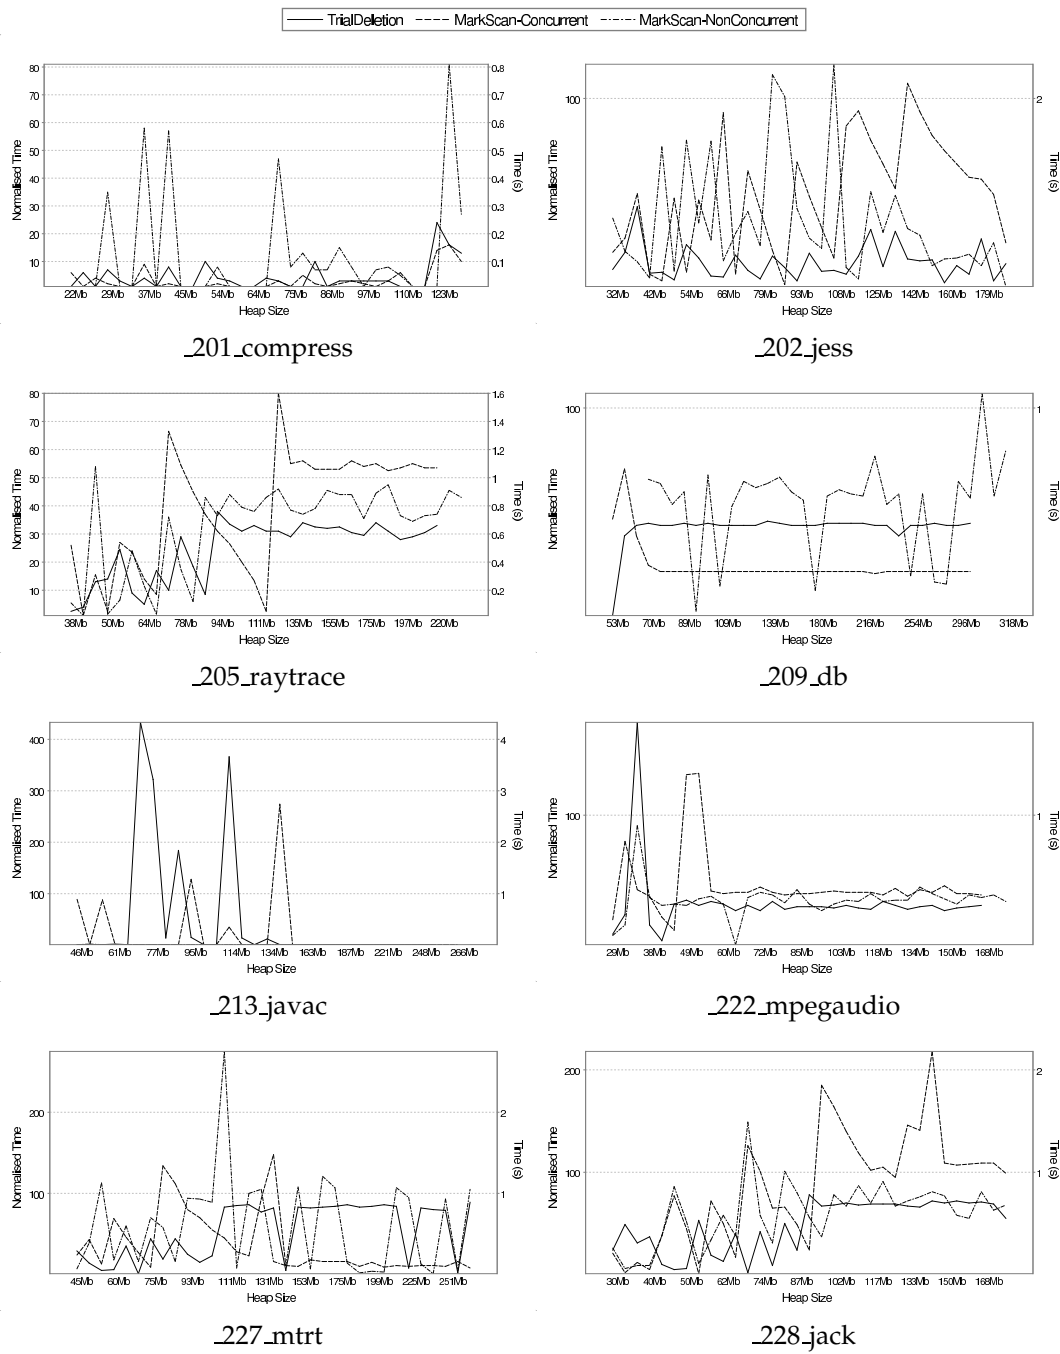 TrialDeletion MarkScan-Concurrent MarkScan-NonConcurrent
80 70 60 50 40 30 20 10
Normalised Time
0.8 0.7 0.6 0.5 0.4 0.3 0.2 0.1
Time (s)
22Mb 29Mb 37Mb 45Mb 54Mb 64Mb 75Mb 86Mb 97Mb 110Mb 123Mb
Heap Size
_201_compress
100
Normalised Time
2
Time (s)
32Mb 42Mb 54Mb 66Mb 79Mb 93Mb 108Mb 125Mb 142Mb 160Mb 179Mb
Heap Size
_202_jess
80 70 60 50 40 30 20 10
Normalised Time
1.6 1.4 1.2 1 0.8 0.6 0.4 0.2
Time (s)
38Mb 50Mb 64Mb 78Mb 94Mb 111Mb 135Mb 155Mb 175Mb 197Mb 220Mb
Heap Size
_205_raytrace
100
Normalised Time
1
Time (s)
53Mb 70Mb 89Mb 109Mb 139Mb 180Mb 216Mb 254Mb 296Mb 318Mb
Heap Size
_209_db
400 300 200 100
Normalised Time
4 3 2 1
Time (s)
46Mb 61Mb 77Mb 95Mb 114Mb 134Mb 163Mb 187Mb 221Mb 248Mb 266Mb
Heap Size
_213_javac
100
Normalised Time
1
Time (s)
29Mb 38Mb 49Mb 60Mb 72Mb 85Mb 103Mb 118Mb 134Mb 150Mb 168Mb
Heap Size
_222_mpegaudio
200 100
Normalised Time
2 1
Time (s)
45Mb 60Mb 75Mb 93Mb 111Mb 131Mb 153Mb 175Mb 199Mb 225Mb 251Mb
Heap Size
_227_mtrt
200 100
Normalised Time
2 1
Time (s)
30Mb 40Mb 50Mb 62Mb 74Mb 87Mb 102Mb 117Mb 133Mb 150Mb 168Mb
Heap Size
_228_jack